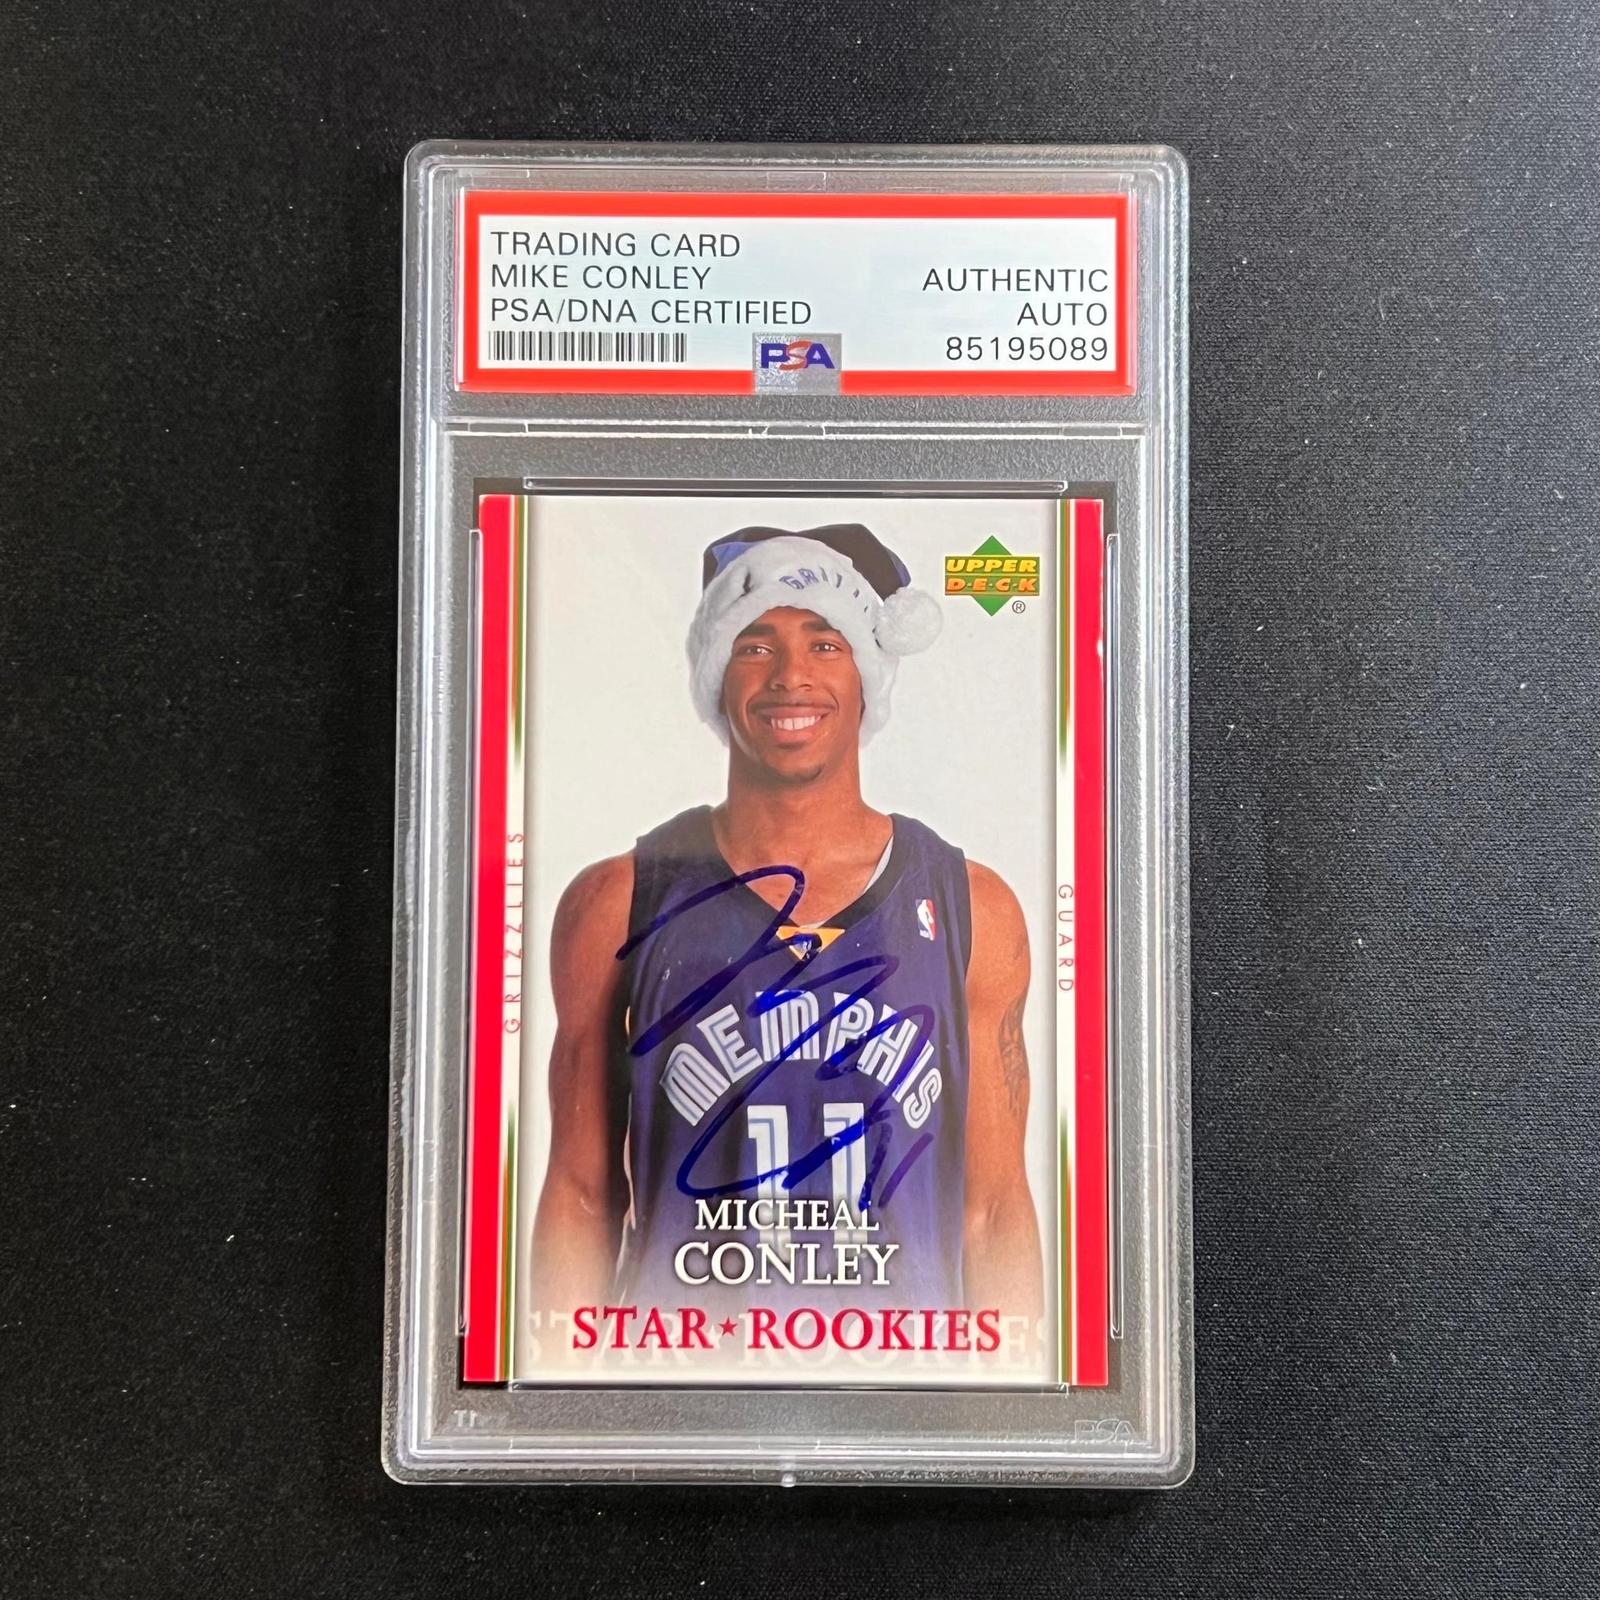 TRADING CARD
MIKE CONLEY
PSA/DNA CERTIFIED
AUTHENTIC
AUTO
85195089
PSA
UPPER
DECK
®
GRIZZLIES
GUARD
MEMPHIS
11
MICHEAL
CONLEY
STAR★ROOKIES
PSA